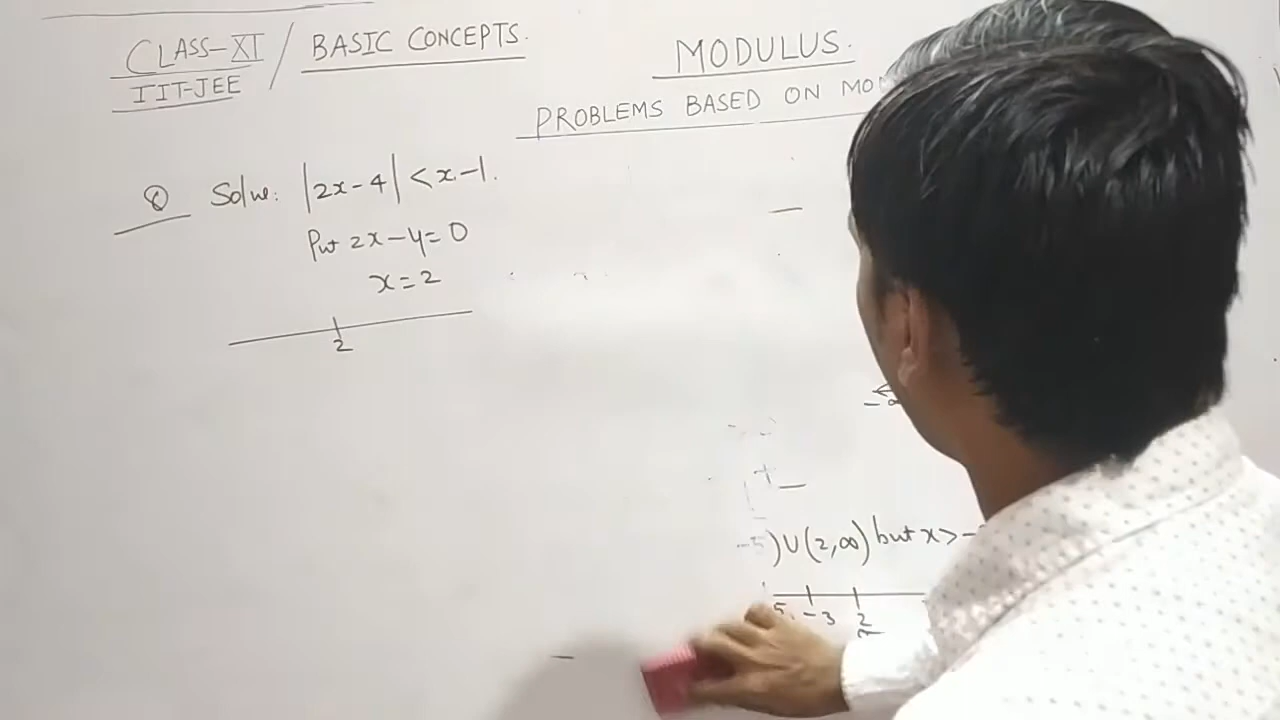 CLASS-XI / BASIC CONCEPTS.
IIT-JEE
MODULUS.
PROBLEMS BASED ON
Q Solve: |2x-4| < x-1.
Put 2x-4=0
x=2
2
+ -
)U(2,∞) but x>-
5. -3 2